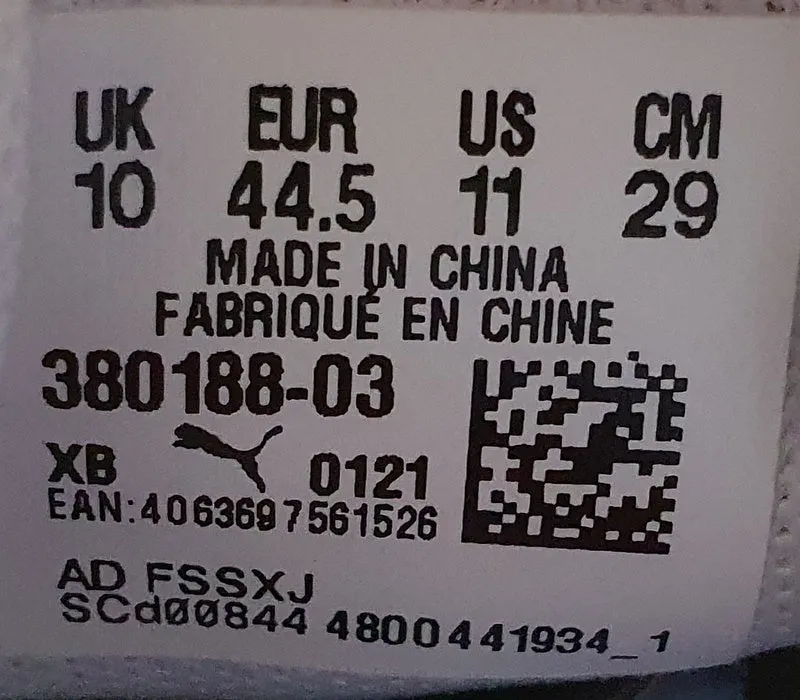 UK EUR US CM
10 44.5 11 29
MADE IN CHINA
FABRIQUÉ EN CHINE
380188-03
XB 0121
EAN:4063697561526
AD FSSXJ
SCd00844 4800441934_1